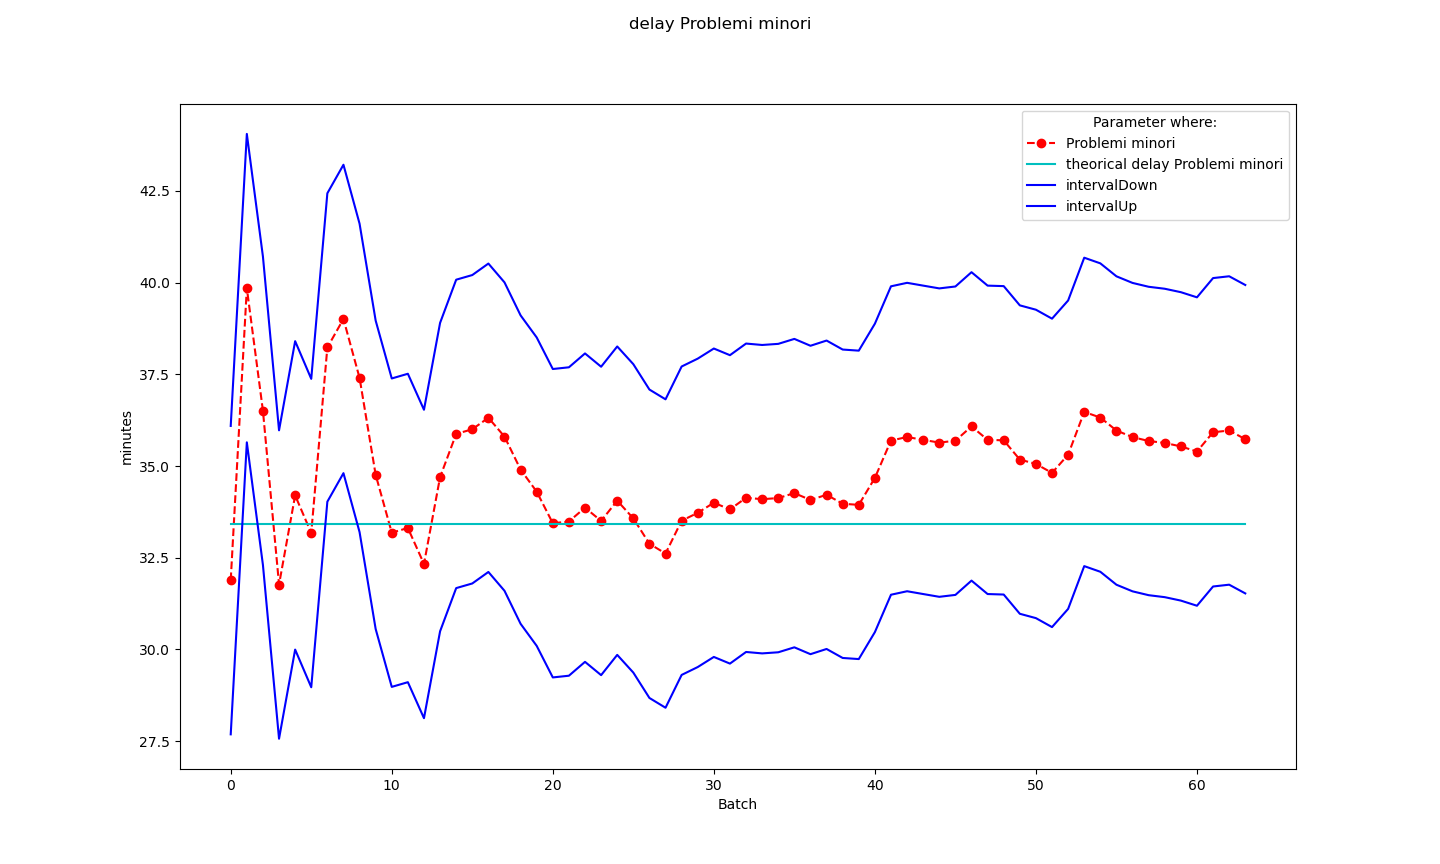 delay Problemi minori
Parameter where:
Problemi minori
theorical delay Problemi minori
intervalDown
intervalUp
minutes
42.5
40.0
37.5
35.0
32.5
30.0
27.5
0 10 20 30 40 50 60
Batch